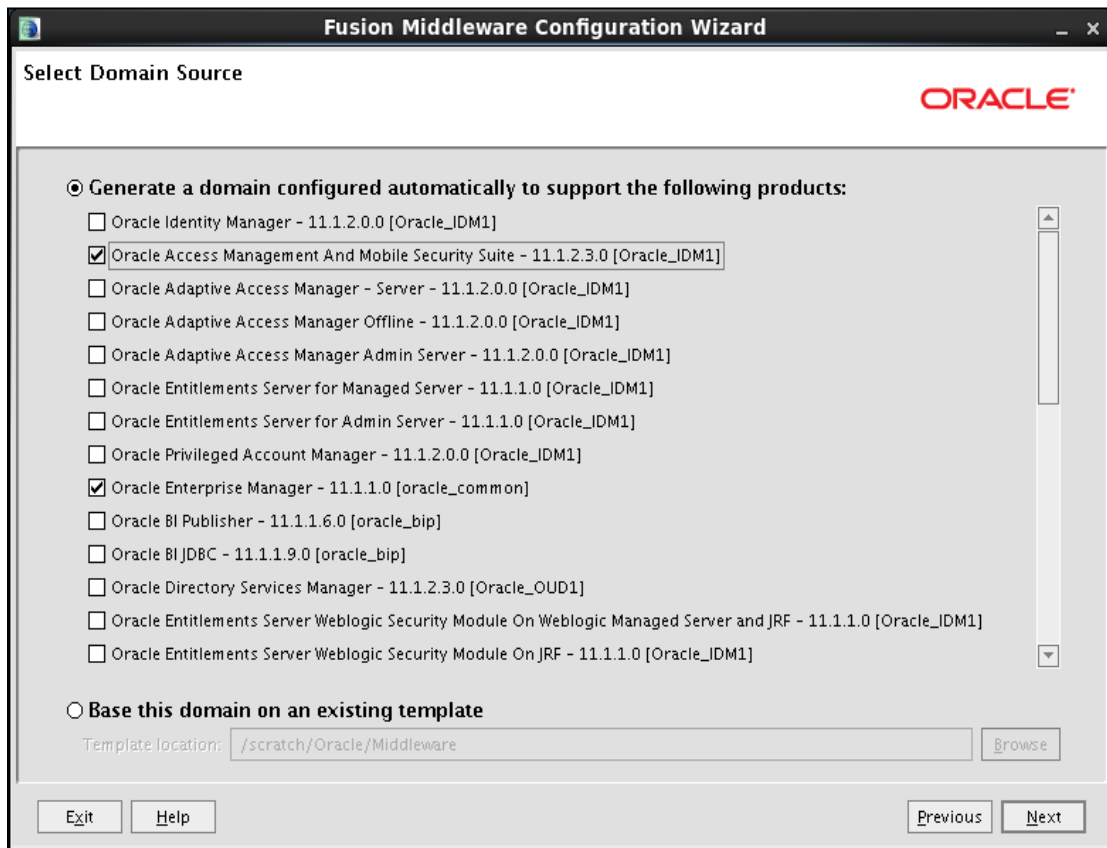 Fusion Middleware Configuration Wizard
Select Domain Source
ORACLE
Generate a domain configured automatically to support the following products:
Oracle Identity Manager - 11.1.2.0.0 [Oracle_IDM1]
Oracle Access Management And Mobile Security Suite - 11.1.2.3.0 [Oracle_IDM1]
Oracle Adaptive Access Manager - Server - 11.1.2.0.0 [Oracle_IDM1]
Oracle Adaptive Access Manager Offline - 11.1.2.0.0 [Oracle_IDM1]
Oracle Adaptive Access Manager Admin Server - 11.1.2.0.0 [Oracle_IDM1]
Oracle Entitlements Server for Managed Server - 11.1.1.0 [Oracle_IDM1]
Oracle Entitlements Server for Admin Server - 11.1.1.0 [Oracle_IDM1]
Oracle Privileged Account Manager - 11.1.2.0.0 [Oracle_IDM1]
Oracle Enterprise Manager - 11.1.1.0 [oracle_common]
Oracle BI Publisher - 11.1.1.6.0 [oracle_bip]
Oracle BI JDBC - 11.1.1.9.0 [oracle_bip]
Oracle Directory Services Manager - 11.1.2.3.0 [Oracle_OUD1]
Oracle Entitlements Server Weblogic Security Module On Weblogic Managed Server and JRF - 11.1.1.0 [Oracle_IDM1]
Oracle Entitlements Server Weblogic Security Module On JRF - 11.1.1.0 [Oracle_IDM1]
Base this domain on an existing template
Template location: /scratch/Oracle/Middleware Browse
Exit Help Previous Next